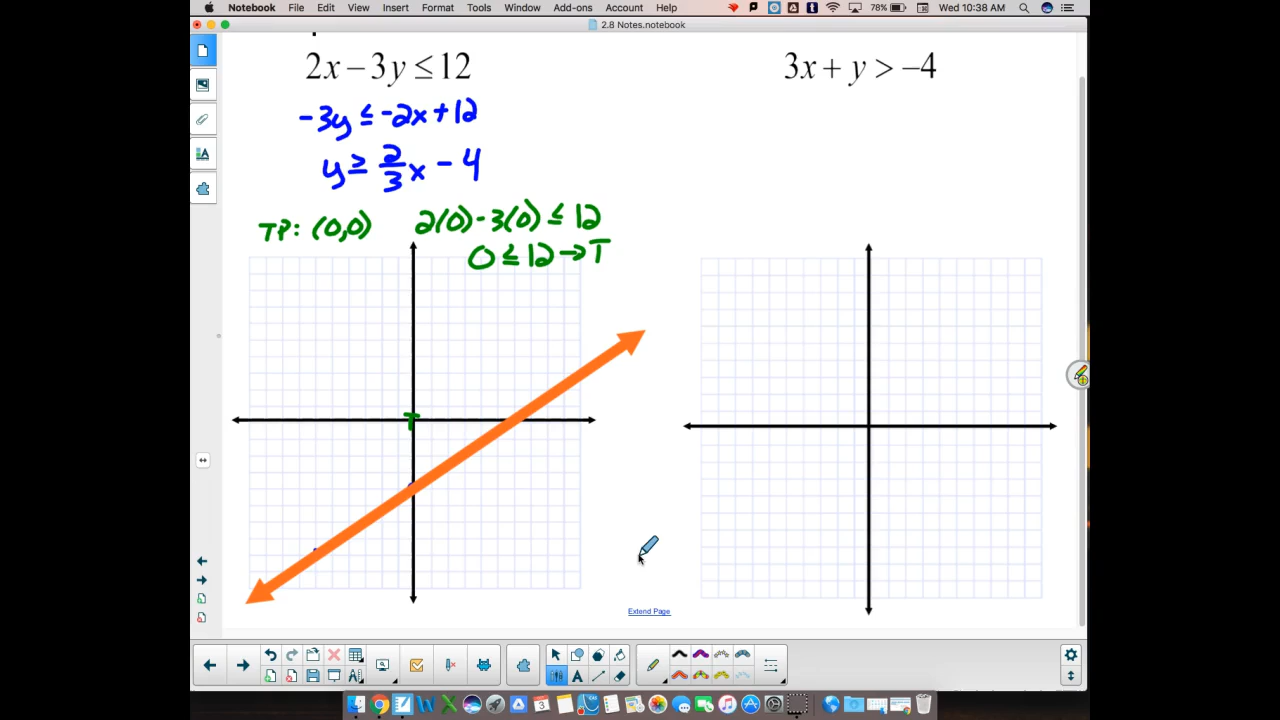 Notebook File Edit View Insert Format Tools Window Add-ons Account Help 78% Wed 10:38 AM
2.8 Notes.notebook
2x − 3y ≤ 12
3x + y > −4
-3y ≤ -2x + 12
y ≥ 2/3 x - 4
TP: (0,0) 2(0) - 3(0) ≤ 12
0 ≤ 12 → T
T
Extend Page